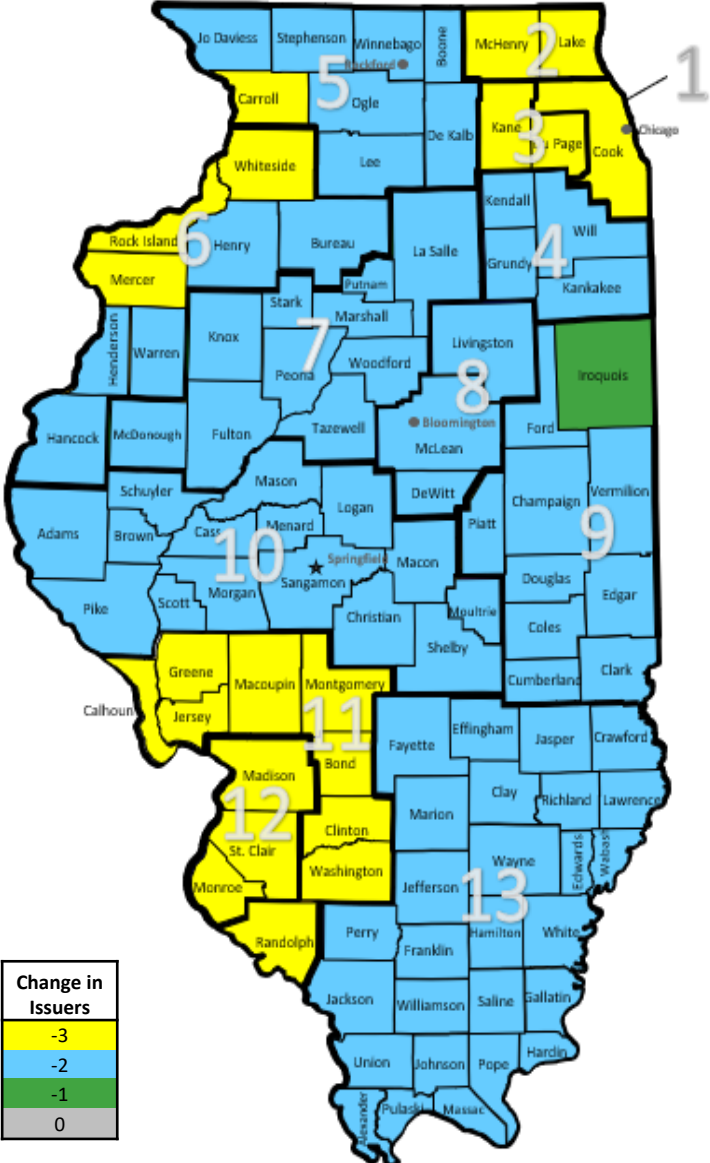 Jo Daviess
Stephenson
Winnebago
Boone
McHenry
Lake
2
1
Rockford
5
Carroll
Ogle
De Kalb
Kane
3
Du Page
Cook
Chicago
Whiteside
Lee
Kendall
Rock Island
6
Henry
Bureau
La Salle
Will
Grundy
4
Mercer
Putnam
Kankakee
Stark
Marshall
Henderson
Warren
Knox
7
Peoria
Woodford
Livingston
8
Iroquois
Hancock
McDonough
Fulton
Tazewell
Bloomington
McLean
Ford
Mason
DeWitt
Champaign
Vermilion
Schuyler
Logan
Piatt
9
Adams
Brown
Cass
Menard
10
Springfield
Sangamon
Macon
Douglas
Edgar
Pike
Scott
Morgan
Christian
Moultrie
Coles
Shelby
Greene
Macoupin
Montgomery
Cumberland
Clark
Calhoun
Jersey
11
Fayette
Effingham
Jasper
Crawford
Bond
Madison
12
Clay
Richland
Lawrence
Marion
Clinton
St. Clair
Wayne
Edwards
Wabash
Washington
Monroe
Jefferson
13
Randolph
Perry
Franklin
Hamilton
White
Jackson
Williamson
Saline
Gallatin
Union
Johnson
Pope
Hardin
Alexander
Pulaski
Massac
Change in
Issuers
-3
-2
-1
0